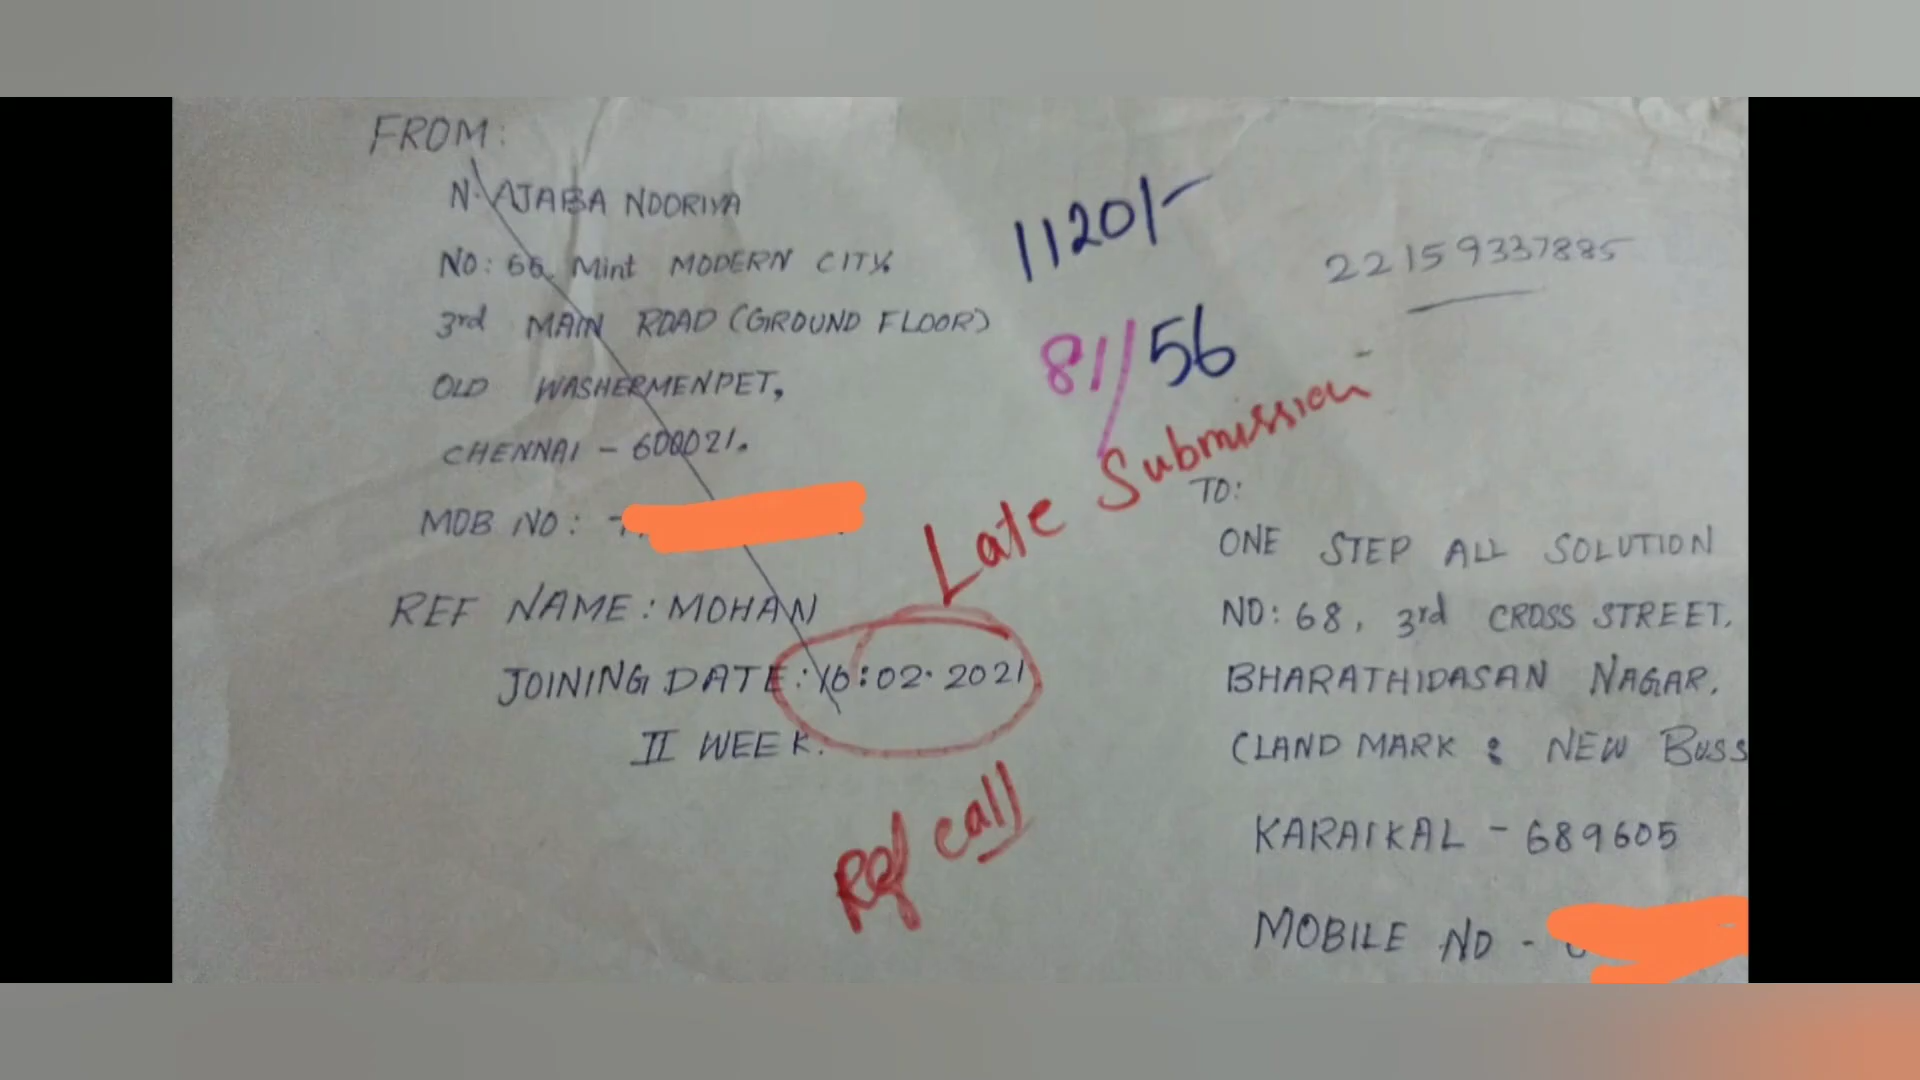 FROM:
N. AJABA NOORIYA
NO: 66, Mint MODERN CITY,
3rd MAIN ROAD (GROUND FLOOR)
OLD WASHERMENPET,
CHENNAI - 600021.
MOB NO:
REF NAME: MOHAN
JOINING DATE: 16:02.2021
II WEEK.
11201/-
81/56
22159337885
Late Submission
Ref call
TO:
ONE STEP ALL SOLUTION
NO: 68, 3rd CROSS STREET,
BHARATHIDASAN NAGAR,
(LAND MARK : NEW BUSS
KARAIKAL - 689605
MOBILE NO -